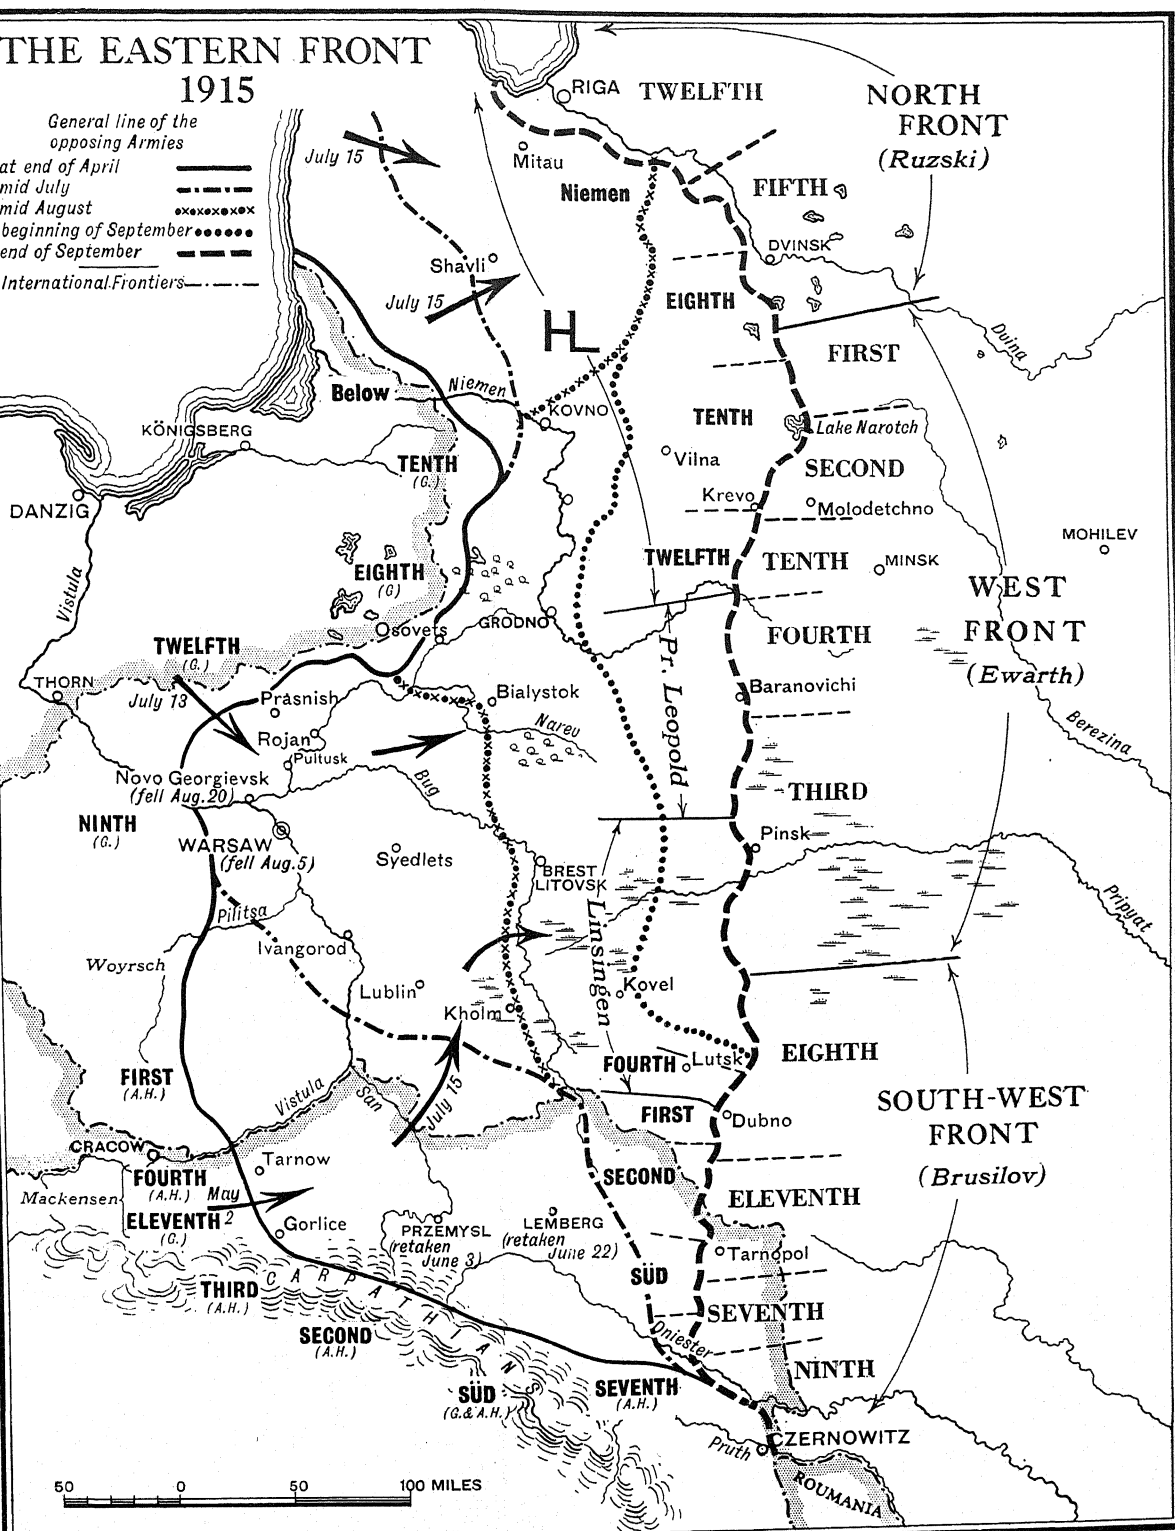 THE EASTERN FRONT
1915
General line of the
opposing Armies
at end of April
mid July
mid August
beginning of September
end of September
International Frontiers
RIGA
TWELFTH
NORTH
FRONT
(Ruzski)
July 15
Mitau
Niemen
FIFTH
DVINSK
Shavli
July 15
EIGHTH
HL
FIRST
Dvina
Below
Niemen
KOVNO
TENTH
Lake Narotch
KÖNIGSBERG
TENTH
(G.)
Vilna
SECOND
DANZIG
Krevo
Molodetchno
MOHILEV
Vistula
EIGHTH
(G)
TWELFTH
TENTH
MINSK
WEST
FRONT
(Ewarth)
Osovets
GRODNO
FOURTH
TWELFTH
(G.)
THORN
July 13
Prasnish
Bialystok
Pr. Leopold
Baranovichi
Berezina
Rojan
Narev
Pultusk
Novo Georgievsk
(fell Aug.20)
Bug
THIRD
NINTH
(G.)
WARSAW
(fell Aug.5)
Syedlets
Pinsk
BREST
LITOVSK
Pripyat
Pilitsa
Ivangorod
Linsingen
Woyrsch
Lublin
Kovel
Kholm
FOURTH
Lutsk
EIGHTH
FIRST
(A.H.)
Vistula
San
July 15
FIRST
Dubno
SOUTH-WEST
FRONT
(Brusilov)
CRACOW
Tarnow
FOURTH
(A.H.)
SECOND
Mackensen
May
2
ELEVENTH
(G.)
ELEVENTH
Gorlice
PRZEMYSL
(retaken
June 3)
LEMBERG
(retaken
June 22)
Tarnopol
THIRD
(A.H.)
CARPATHIANS
SÜD
SECOND
(A.H.)
SEVENTH
Dniester
NINTH
SÜD
(G.& A.H.)
SEVENTH
(A.H.)
CZERNOWITZ
Pruth
ROUMANIA
50 0 50 100 MILES